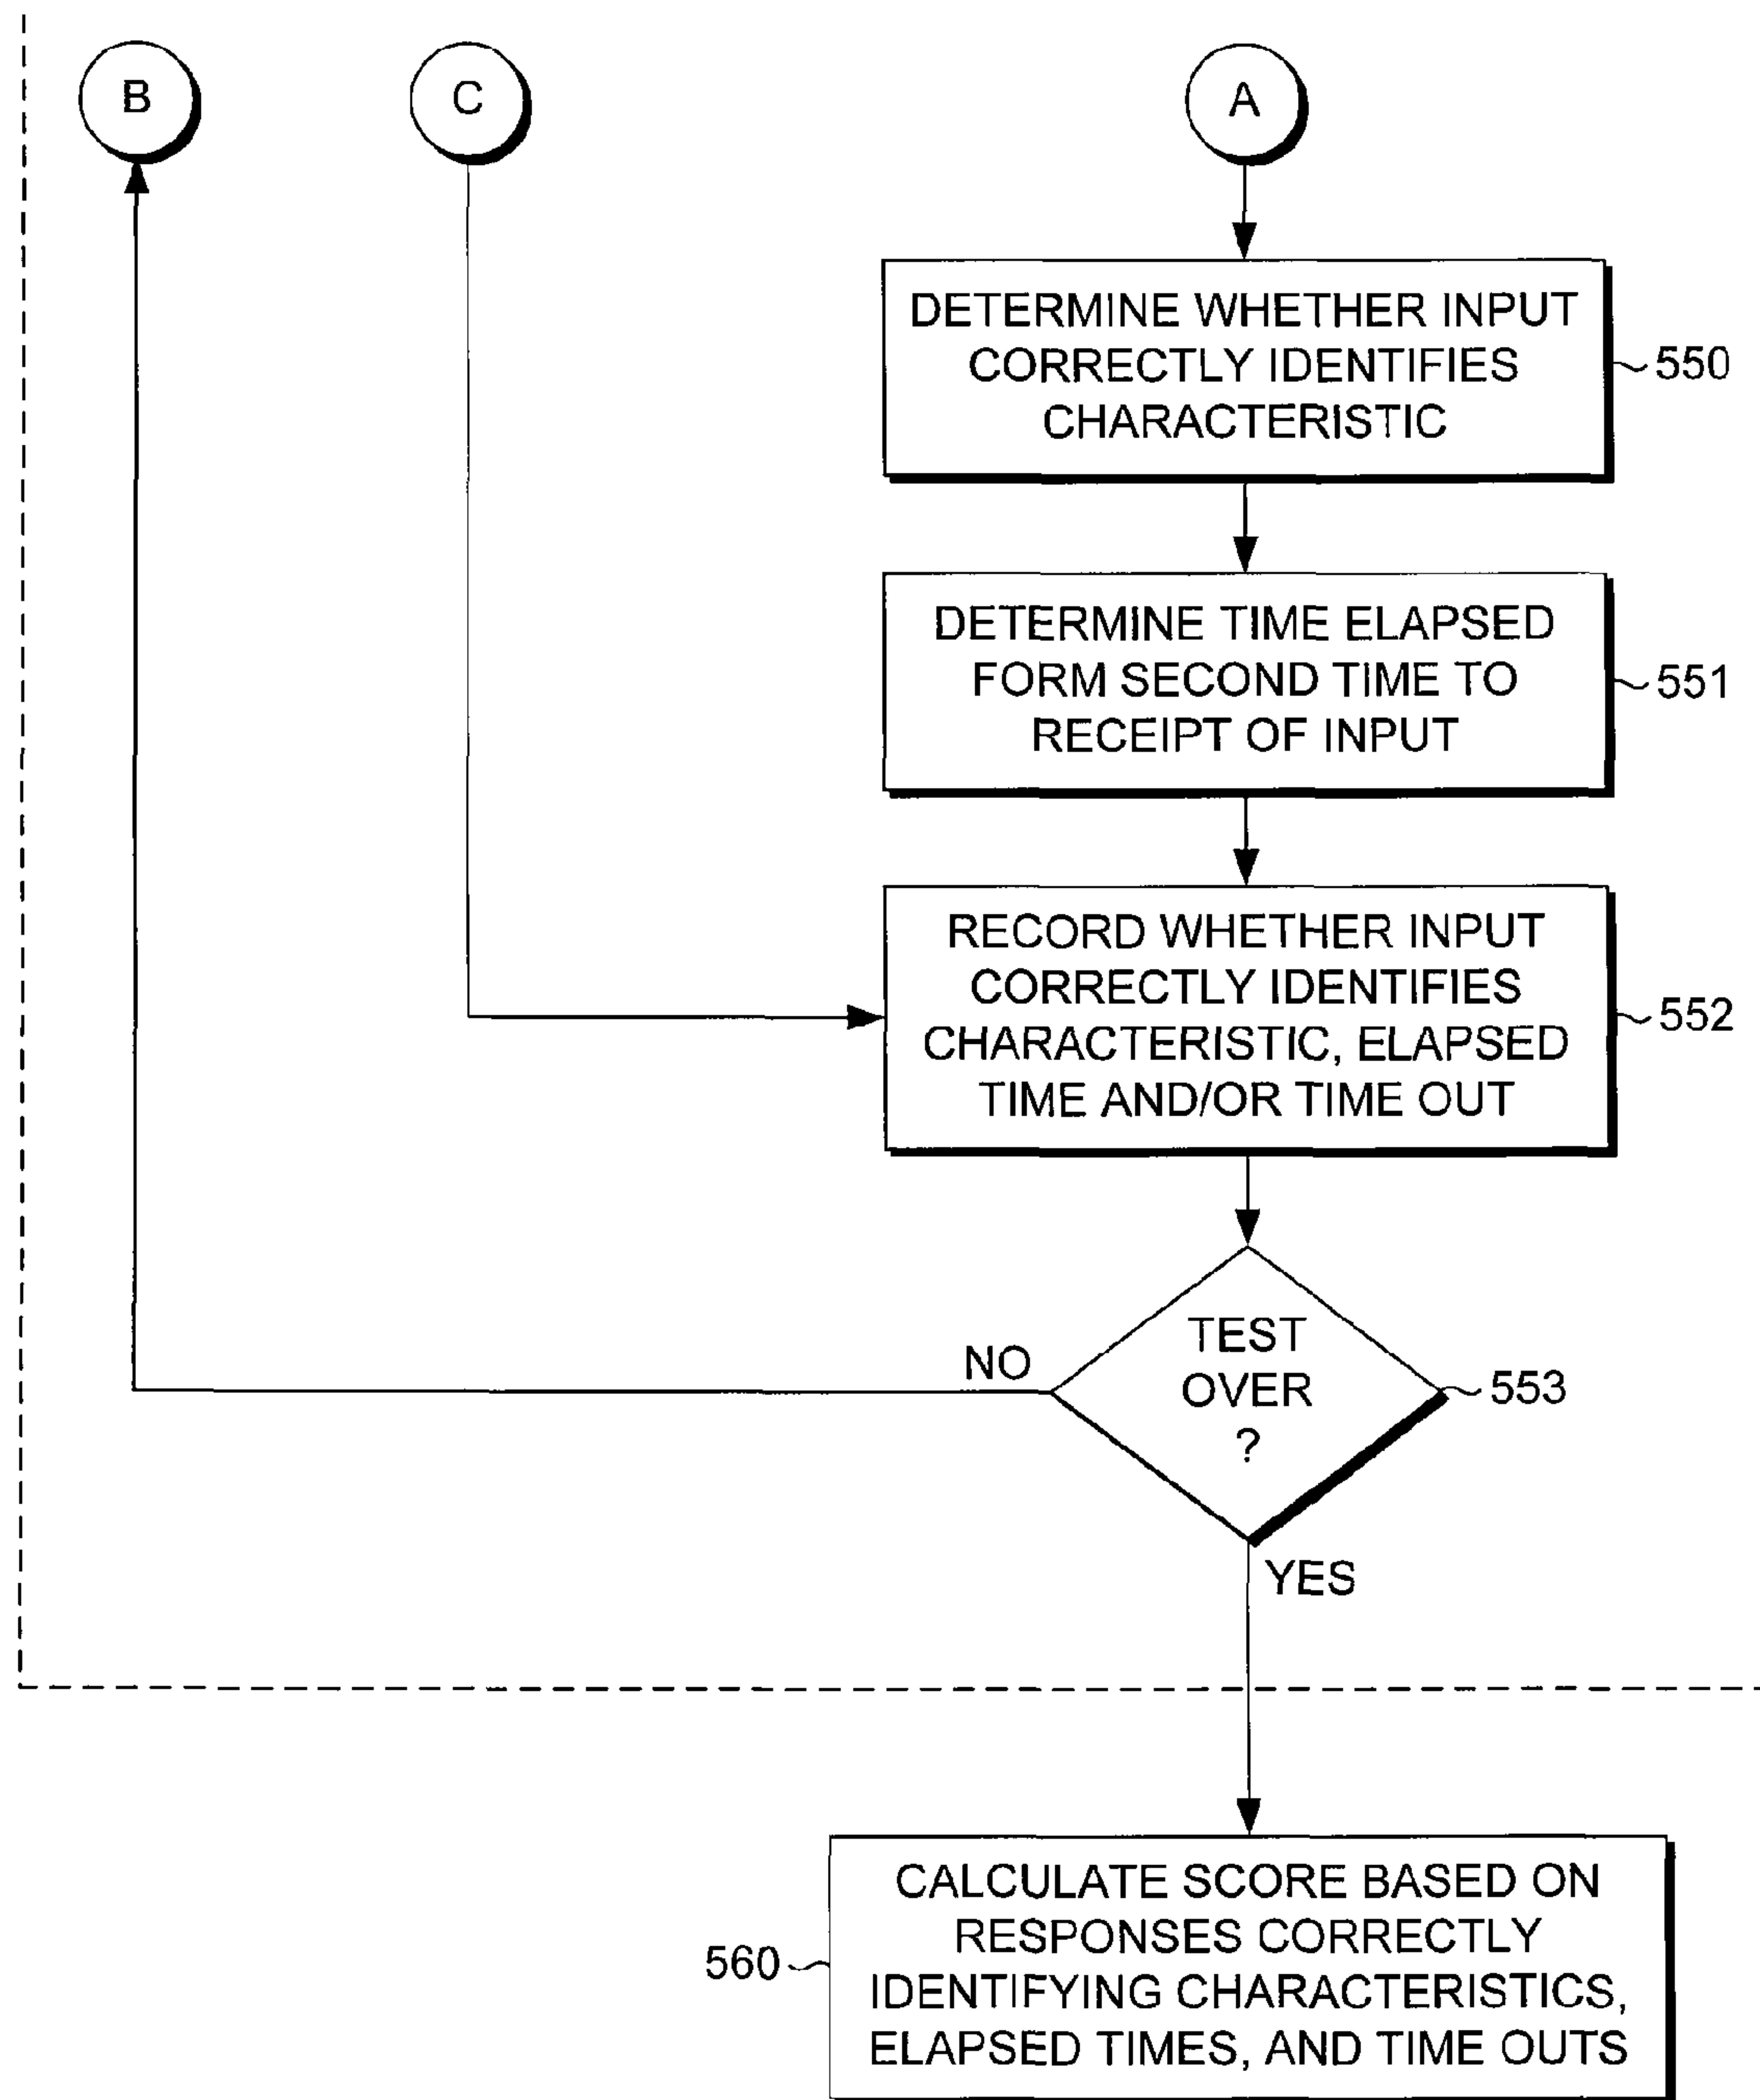 B
C
A
DETERMINE WHETHER INPUT
CORRECTLY IDENTIFIES
CHARACTERISTIC
550
DETERMINE TIME ELAPSED
FORM SECOND TIME TO
RECEIPT OF INPUT
551
RECORD WHETHER INPUT
CORRECTLY IDENTIFIES
CHARACTERISTIC, ELAPSED
TIME AND/OR TIME OUT
552
TEST
OVER
?
553
NO
YES
CALCULATE SCORE BASED ON
RESPONSES CORRECTLY
IDENTIFYING CHARACTERISTICS,
ELAPSED TIMES, AND TIME OUTS
560